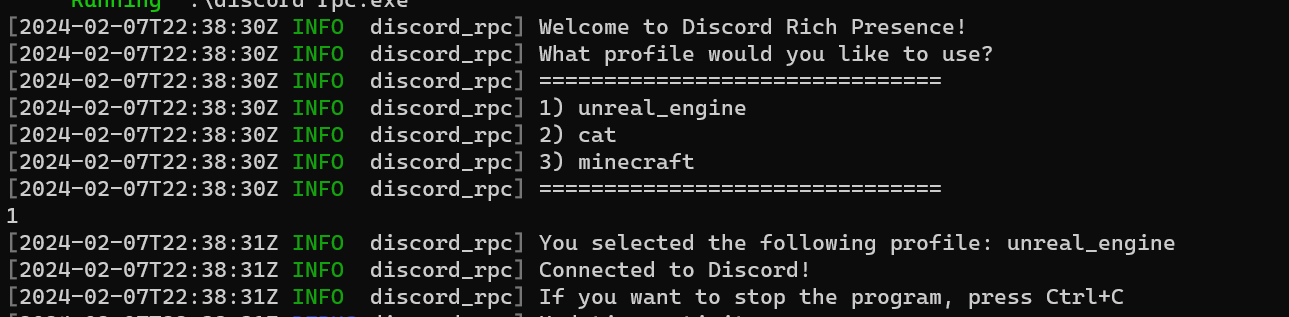 Running `.\discord_rpc.exe`
[2024-02-07T22:38:30Z INFO  discord_rpc] Welcome to Discord Rich Presence!
[2024-02-07T22:38:30Z INFO  discord_rpc] What profile would you like to use?
[2024-02-07T22:38:30Z INFO  discord_rpc] ===============================
[2024-02-07T22:38:30Z INFO  discord_rpc] 1) unreal_engine
[2024-02-07T22:38:30Z INFO  discord_rpc] 2) cat
[2024-02-07T22:38:30Z INFO  discord_rpc] 3) minecraft
[2024-02-07T22:38:30Z INFO  discord_rpc] ===============================
1
[2024-02-07T22:38:31Z INFO  discord_rpc] You selected the following profile: unreal_engine
[2024-02-07T22:38:31Z INFO  discord_rpc] Connected to Discord!
[2024-02-07T22:38:31Z INFO  discord_rpc] If you want to stop the program, press Ctrl+C